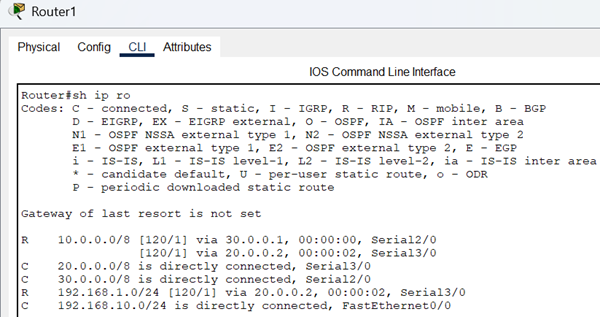 Router1
Physical Config CLI Attributes
IOS Command Line Interface
Router#sh ip ro
Codes: C - connected, S - static, I - IGRP, R - RIP, M - mobile, B - BGP
D - EIGRP, EX - EIGRP external, O - OSPF, IA - OSPF inter area
N1 - OSPF NSSA external type 1, N2 - OSPF NSSA external type 2
E1 - OSPF external type 1, E2 - OSPF external type 2, E - EGP
i - IS-IS, L1 - IS-IS level-1, L2 - IS-IS level-2, ia - IS-IS inter area
* - candidate default, U - per-user static route, o - ODR
P - periodic downloaded static route
Gateway of last resort is not set
R 10.0.0.0/8 [120/1] via 30.0.0.1, 00:00:00, Serial2/0
[120/1] via 20.0.0.2, 00:00:02, Serial3/0
C 20.0.0.0/8 is directly connected, Serial3/0
C 30.0.0.0/8 is directly connected, Serial2/0
R 192.168.1.0/24 [120/1] via 20.0.0.2, 00:00:02, Serial3/0
C 192.168.10.0/24 is directly connected, FastEthernet0/0